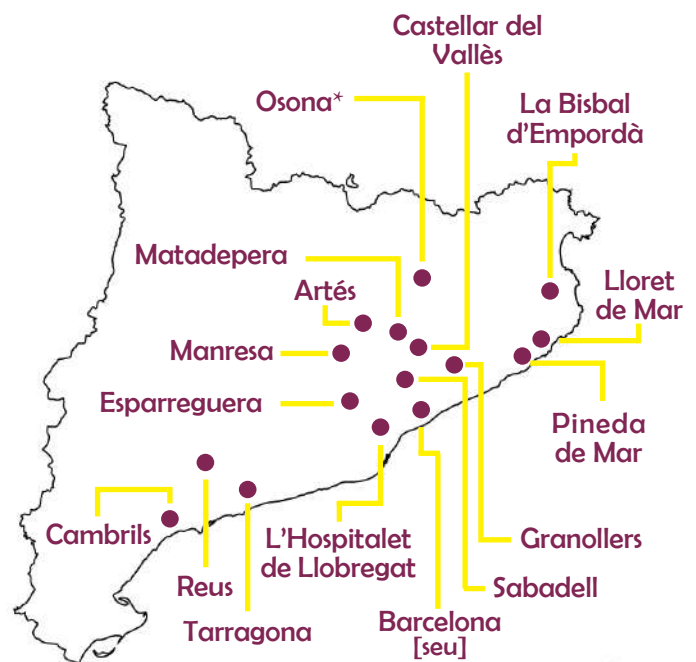 Castellar del
Vallès
Osona*
La Bisbal
d'Empordà
Matadepera
Artés
Lloret
de Mar
Manresa
Esparreguera
Pineda
de Mar
Cambrils
L'Hospitalet
de Llobregat
Granollers
Reus
Sabadell
Tarragona
Barcelona
[seu]